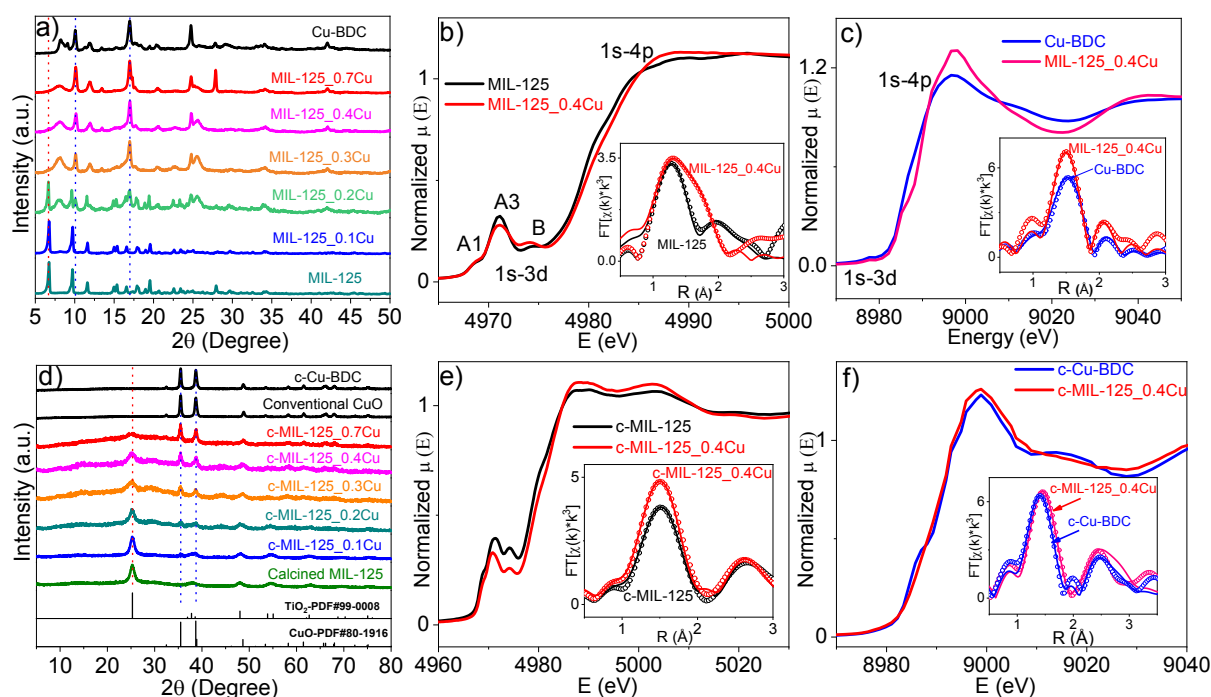 a)
Cu-BDC
MIL-125_0.7Cu
MIL-125_0.4Cu
MIL-125_0.3Cu
MIL-125_0.2Cu
MIL-125_0.1Cu
MIL-125
Intensity (a.u.)
5 10 15 20 25 30 35 40 45 50
2θ (Degree)
b)
1s-4p
MIL-125
MIL-125_0.4Cu
A1
A3
B
1s-3d
Normalized μ (E)
1
0
4970 4980 4990 5000
E (eV)
3.5
0.0
FT[χ(k)*k³]
MIL-125_0.4Cu
MIL-125
1 2 3
R (Å)
c)
Cu-BDC
MIL-125_0.4Cu
1s-4p
1s-3d
Normalized μ (E)
1.2
0.0
8980 9000 9020 9040
Energy (eV)
6
3
0
FT[χ(k)*k³]
MIL-125_0.4Cu
Cu-BDC
1 2 3
R (Å)
d)
c-Cu-BDC
Conventional CuO
c-MIL-125_0.7Cu
c-MIL-125_0.4Cu
c-MIL-125_0.3Cu
c-MIL-125_0.2Cu
c-MIL-125_0.1Cu
Calcined MIL-125
TiO₂-PDF#99-0008
CuO-PDF#80-1916
Intensity (a.u.)
10 20 30 40 50 60 70 80
2θ (Degree)
e)
c-MIL-125
c-MIL-125_0.4Cu
Normalized μ (E)
1
0
4960 4980 5000 5020
E (eV)
5
0
FT[χ(k)*k³]
c-MIL-125_0.4Cu
c-MIL-125
1 2 3
R (Å)
f)
c-Cu-BDC
c-MIL-125_0.4Cu
Normalized μ (E)
1
0
8980 9000 9020 9040
E (eV)
6
3
0
FT[χ(k)*k³]
c-MIL-125_0.4Cu
c-Cu-BDC
0 1 2 3
R (Å)